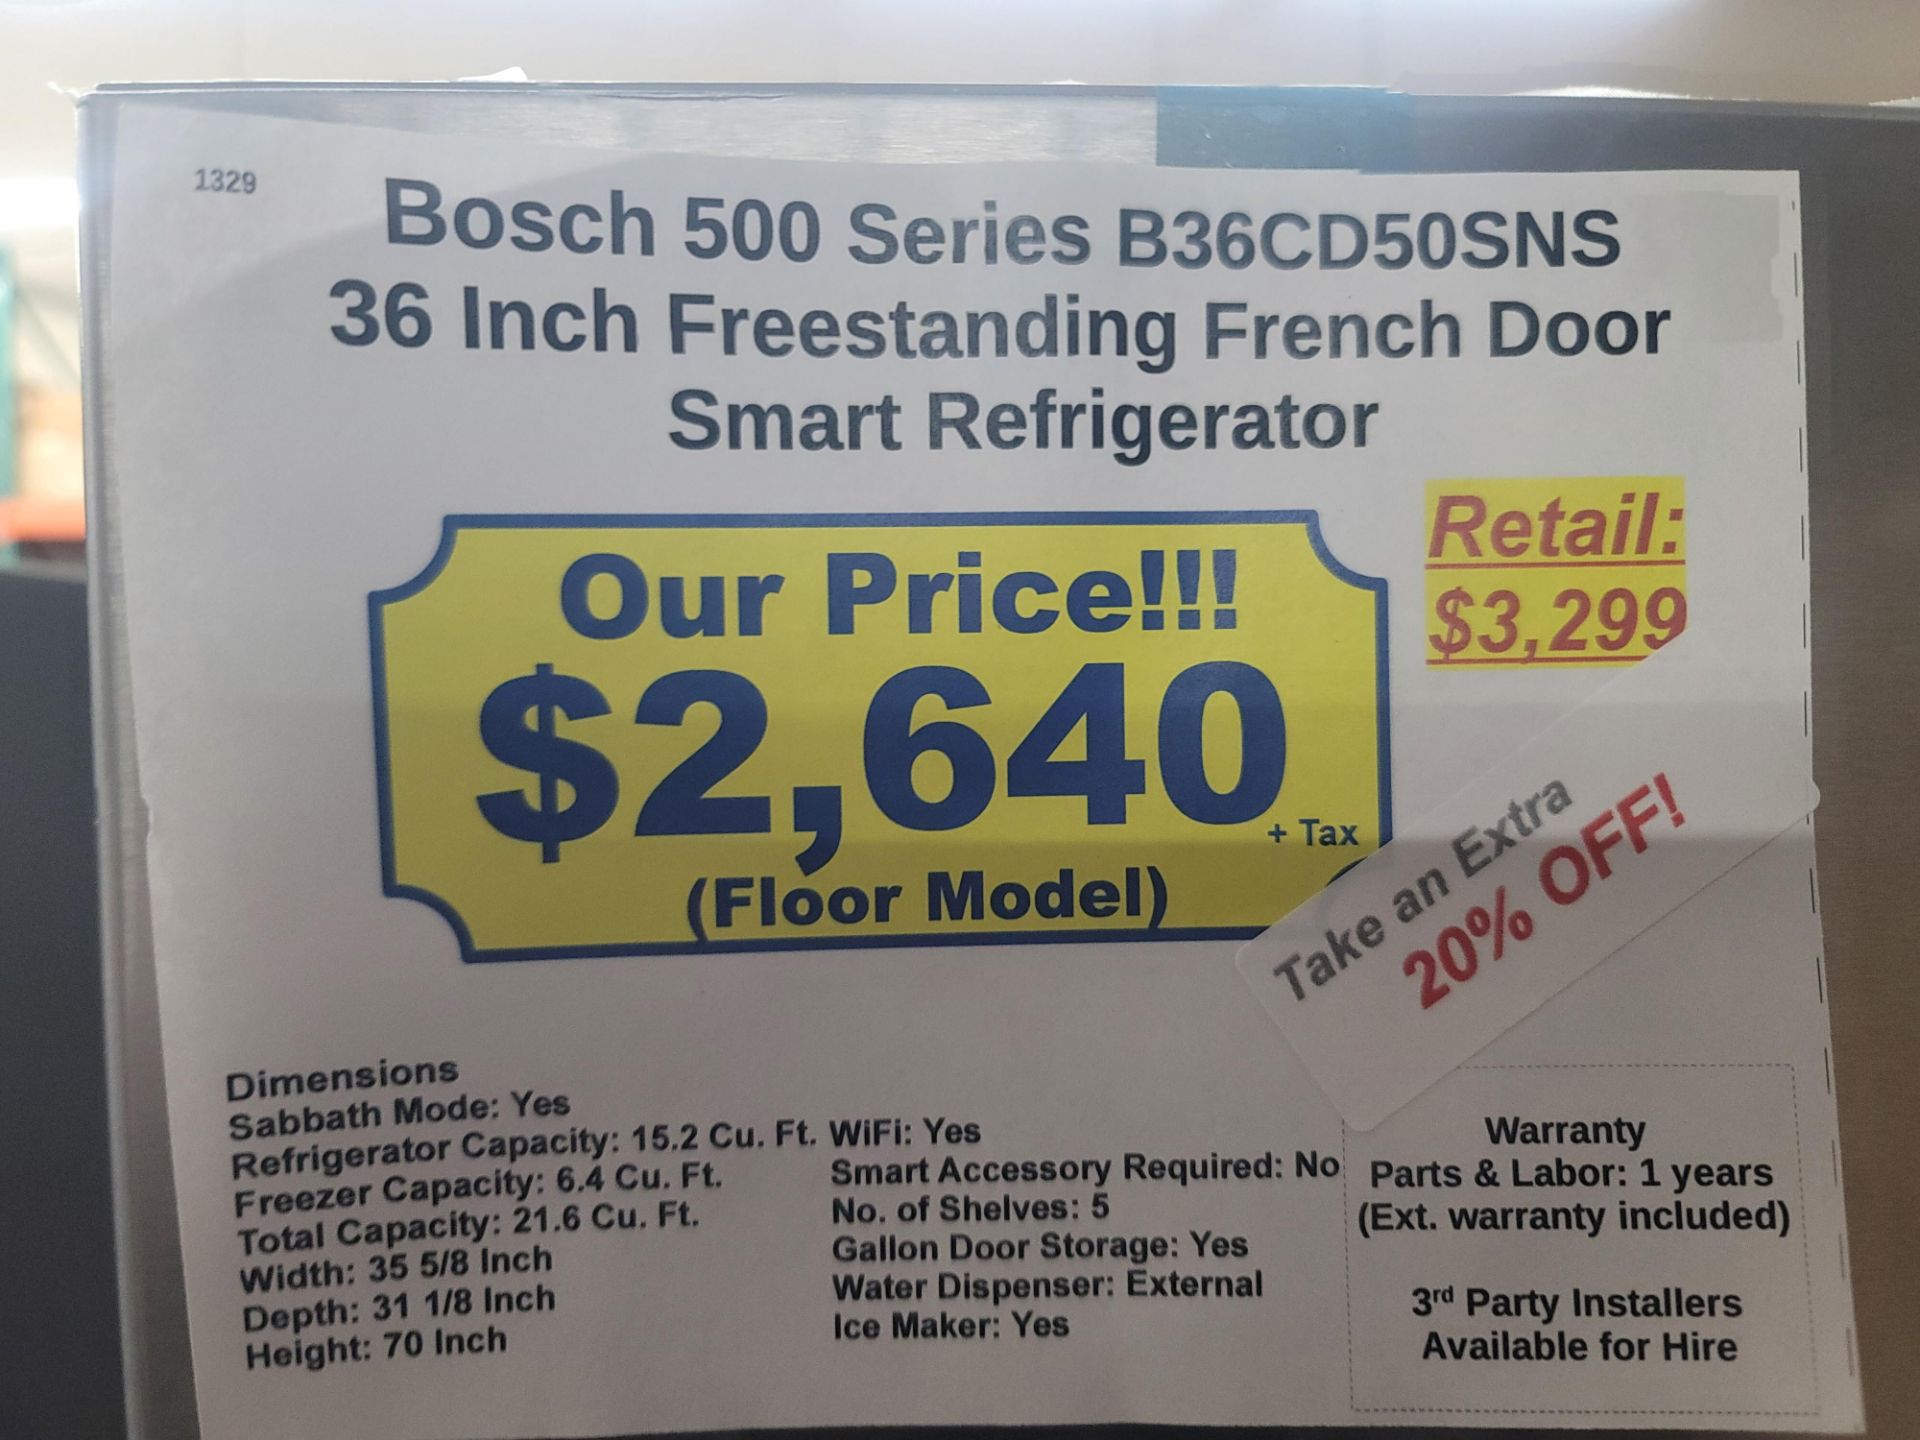 1329
Bosch 500 Series B36CD50SNS
36 Inch Freestanding French Door
Smart Refrigerator
Retail:
$3,299
Our Price!!!
$2,640
+ Tax
(Floor Model)
Take an Extra
20% OFF!
Dimensions
Sabbath Mode: Yes
Refrigerator Capacity: 15.2 Cu. Ft.
Freezer Capacity: 6.4 Cu. Ft.
Total Capacity: 21.6 Cu. Ft.
Width: 35 5/8 Inch
Depth: 31 1/8 Inch
Height: 70 Inch
WiFi: Yes
Smart Accessory Required: No
No. of Shelves: 5
Gallon Door Storage: Yes
Water Dispenser: External
Ice Maker: Yes
Warranty
Parts & Labor: 1 years
(Ext. warranty included)
3rd Party Installers
Available for Hire